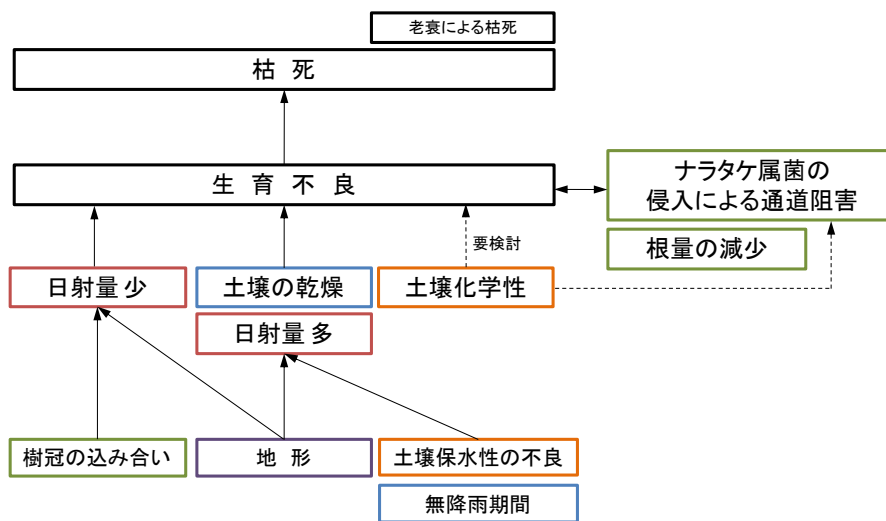 老衰による枯死
枯 死
生 育 不 良
ナラタケ属菌の
侵入による通道阻害
要検討
根量の減少
日射量 少
土壌の乾燥
土壌化学性
日射量 多
樹冠の込み合い
地 形
土壌保水性の不良
無降雨期間